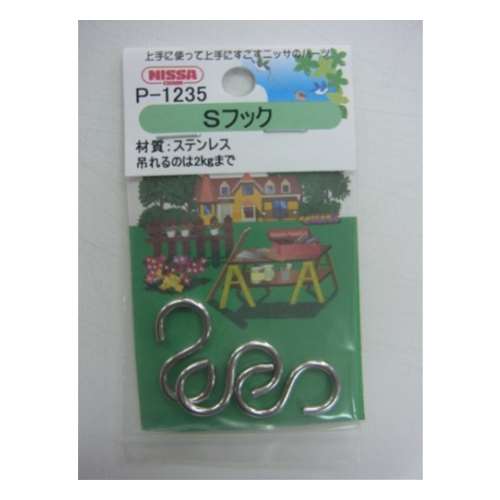 上手に使って上手にすごすニッサのパーツ
NISSA
P-1235
Sフック
材質:ステンレス
吊れるのは2kgまで